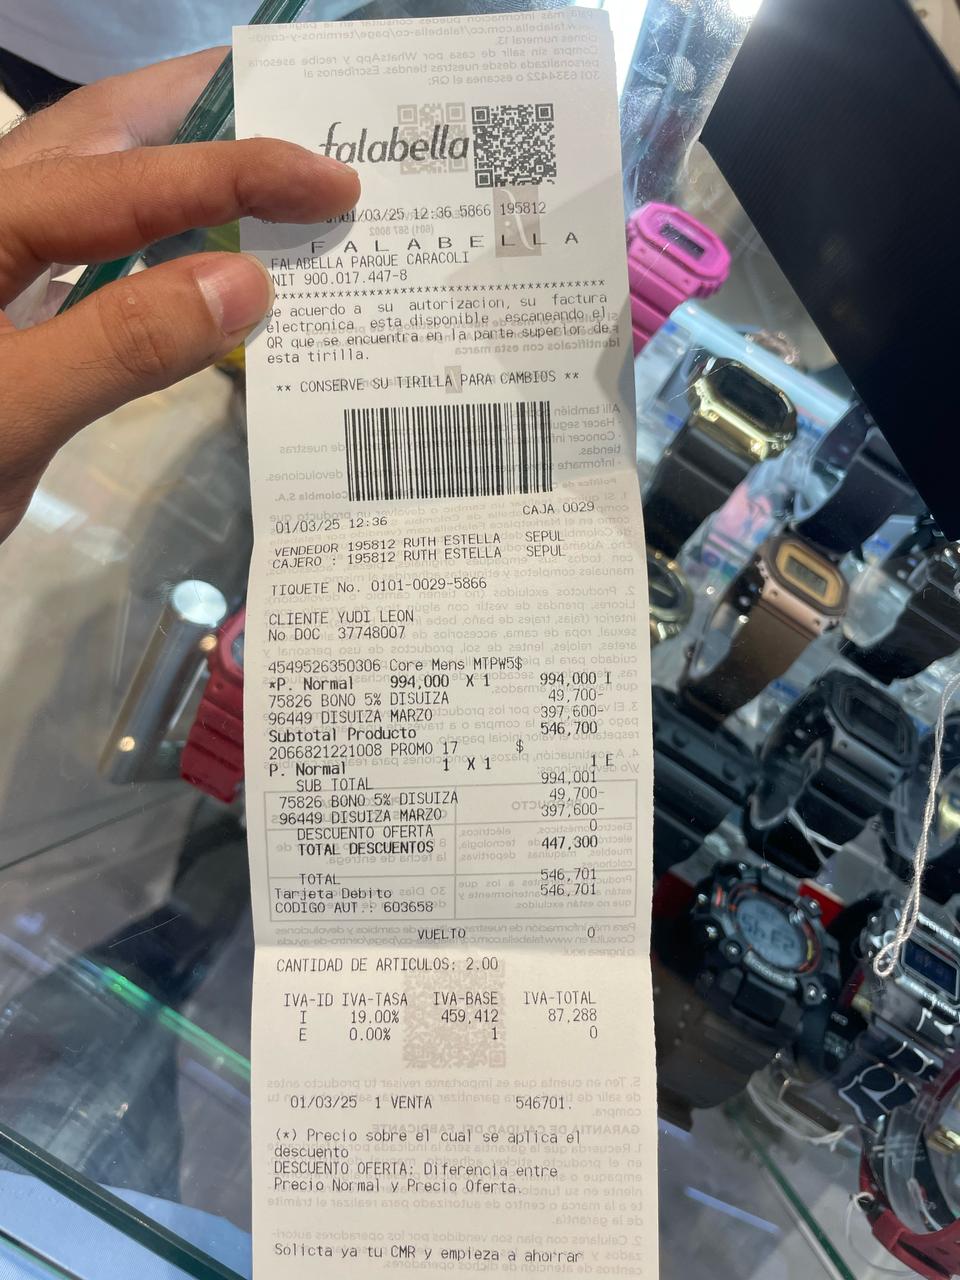 falabella
01/03/25 12:36 5866 195812
F A L A B E L L A
FALABELLA PARQUE CARACOLI
NIT 900.017.447-8
De acuerdo a su autorizacion, su factura
electronica esta disponible escaneando el
QR que se encuentra en la parte superior de
esta tirilla.
** CONSERVE SU TIRILLA PARA CAMBIOS **
01/03/25 12:36 CAJA 0029
VENDEDOR 195812 RUTH ESTELLA SEPUL
CAJERO : 195812 RUTH ESTELLA SEPUL
TIQUETE No. 0101-0029-5866
CLIENTE YUDI LEON
No DOC 37748007
4549526350306 Core Mens MTPW5$
*P. Normal 994,000 X 1 994,000 I
75826 BONO 5% DISUIZA 49,700-
96449 DISUIZA MARZO 397,600-
Subtotal Producto 546,700
2066821221008 PROMO 17 $
P. Normal 1 X 1 1 E
SUB TOTAL 994,001
75826 BONO 5% DISUIZA 49,700-
96449 DISUIZA MARZO 397,600-
DESCUENTO OFERTA 0
TOTAL DESCUENTOS 447,300
TOTAL 546,701
Tarjeta Debito 546,701
CODIGO AUT.: 603658
VUELTO 0
CANTIDAD DE ARTICULOS: 2.00
IVA-ID IVA-TASA IVA-BASE IVA-TOTAL
I 19.00% 459,412 87,288
E 0.00% 1 0
01/03/25 1 VENTA 546701.
(*) Precio sobre el cual se aplica el
descuento
DESCUENTO OFERTA: Diferencia entre
Precio Normal y Precio Oferta.
Solicta ya tu CMR y empieza a ahorrar